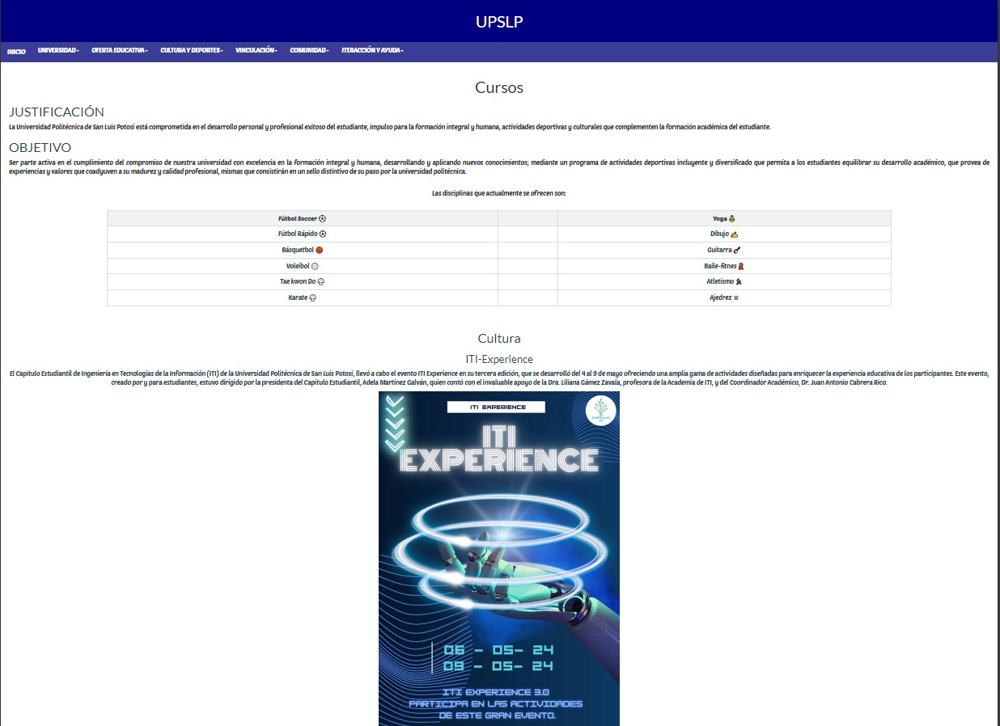 UPSLP
INICIO UNIVERSIDAD OFERTA EDUCATIVA CULTURA Y DEPORTES VINCULACIÓN COMUNIDAD ITERACCIÓN Y AYUDA
Cursos
JUSTIFICACIÓN
La Universidad Politécnica de San Luis Potosí está comprometida en el desarrollo personal y profesional exitoso del estudiante, impulso para la formación integral y humana, actividades deportivas y culturales que complementen la formación académica del estudiante.
OBJETIVO
Ser parte activa en el cumplimiento del compromiso de nuestra universidad con excelencia en la formación integral y humana, desarrollando y aplicando nuevos conocimientos; mediante un programa de actividades deportivas incluyente y diversificado que permita a los estudiantes equilibrar su desarrollo académico, que provea de
experiencias y valores que coadyuven a su madurez y calidad profesional, mismas que consistirán en un sello distintivo de su paso por la universidad politécnica.
Las disciplinas que actualmente se ofrecen son:
Fútbol Soccer ⚽ Yoga
Fútbol Rápido ⚽ Dibujo
Básquetbol Guitarra
Voleibol Baile-fitnes
Tae kwon Do Atletismo
Karate Ajedrez
Cultura
ITI-Experience
El Capitulo Estudiantil de Ingeniería en Tecnologías de la Información (ITI) de la Universidad Politécnica de San Luis Potosí, llevó a cabo el evento ITI Experience en su tercera edición, que se desarrolló del 4 al 9 de mayo ofreciendo una amplia gama de actividades diseñadas para enriquecer la experiencia educativa de los participantes. Este evento,
creado por y para estudiantes, estuvo dirigido por la presidenta del Capítulo Estudiantil, Adela Martínez Galván, quien contó con el invaluable apoyo de la Dra. Liliana Gámez Zavala, profesora de la Academia de ITI, y del Coordinador Académico, Dr. Juan Antonio Cabrera Rico.
ITI EXPERIENCE
CAPITULO
ITI
ITI
EXPERIENCE
06 - 05- 24
09 - 05- 24
ITI EXPERIENCE 3.0
PARTICIPA EN LAS ACTIVIDADES
DE ESTE GRAN EVENTO.